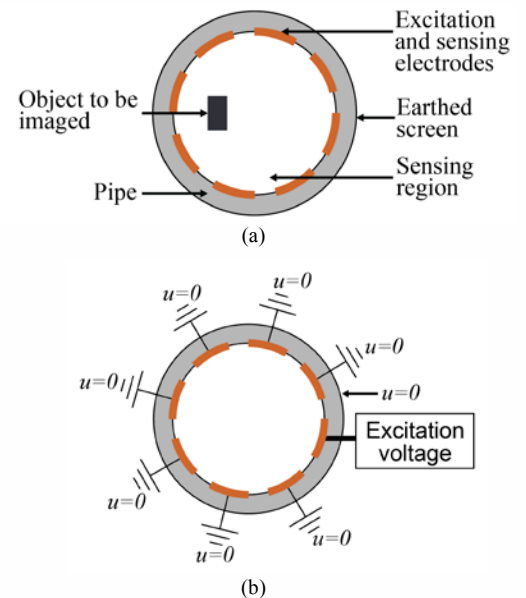 Excitation
and sensing
electrodes
Object to be
imaged
Earthed
screen
Sensing
region
Pipe
(a)
u=0
u=0
u=0
u=0
u=0
Excitation
voltage
u=0
u=0
u=0
(b)